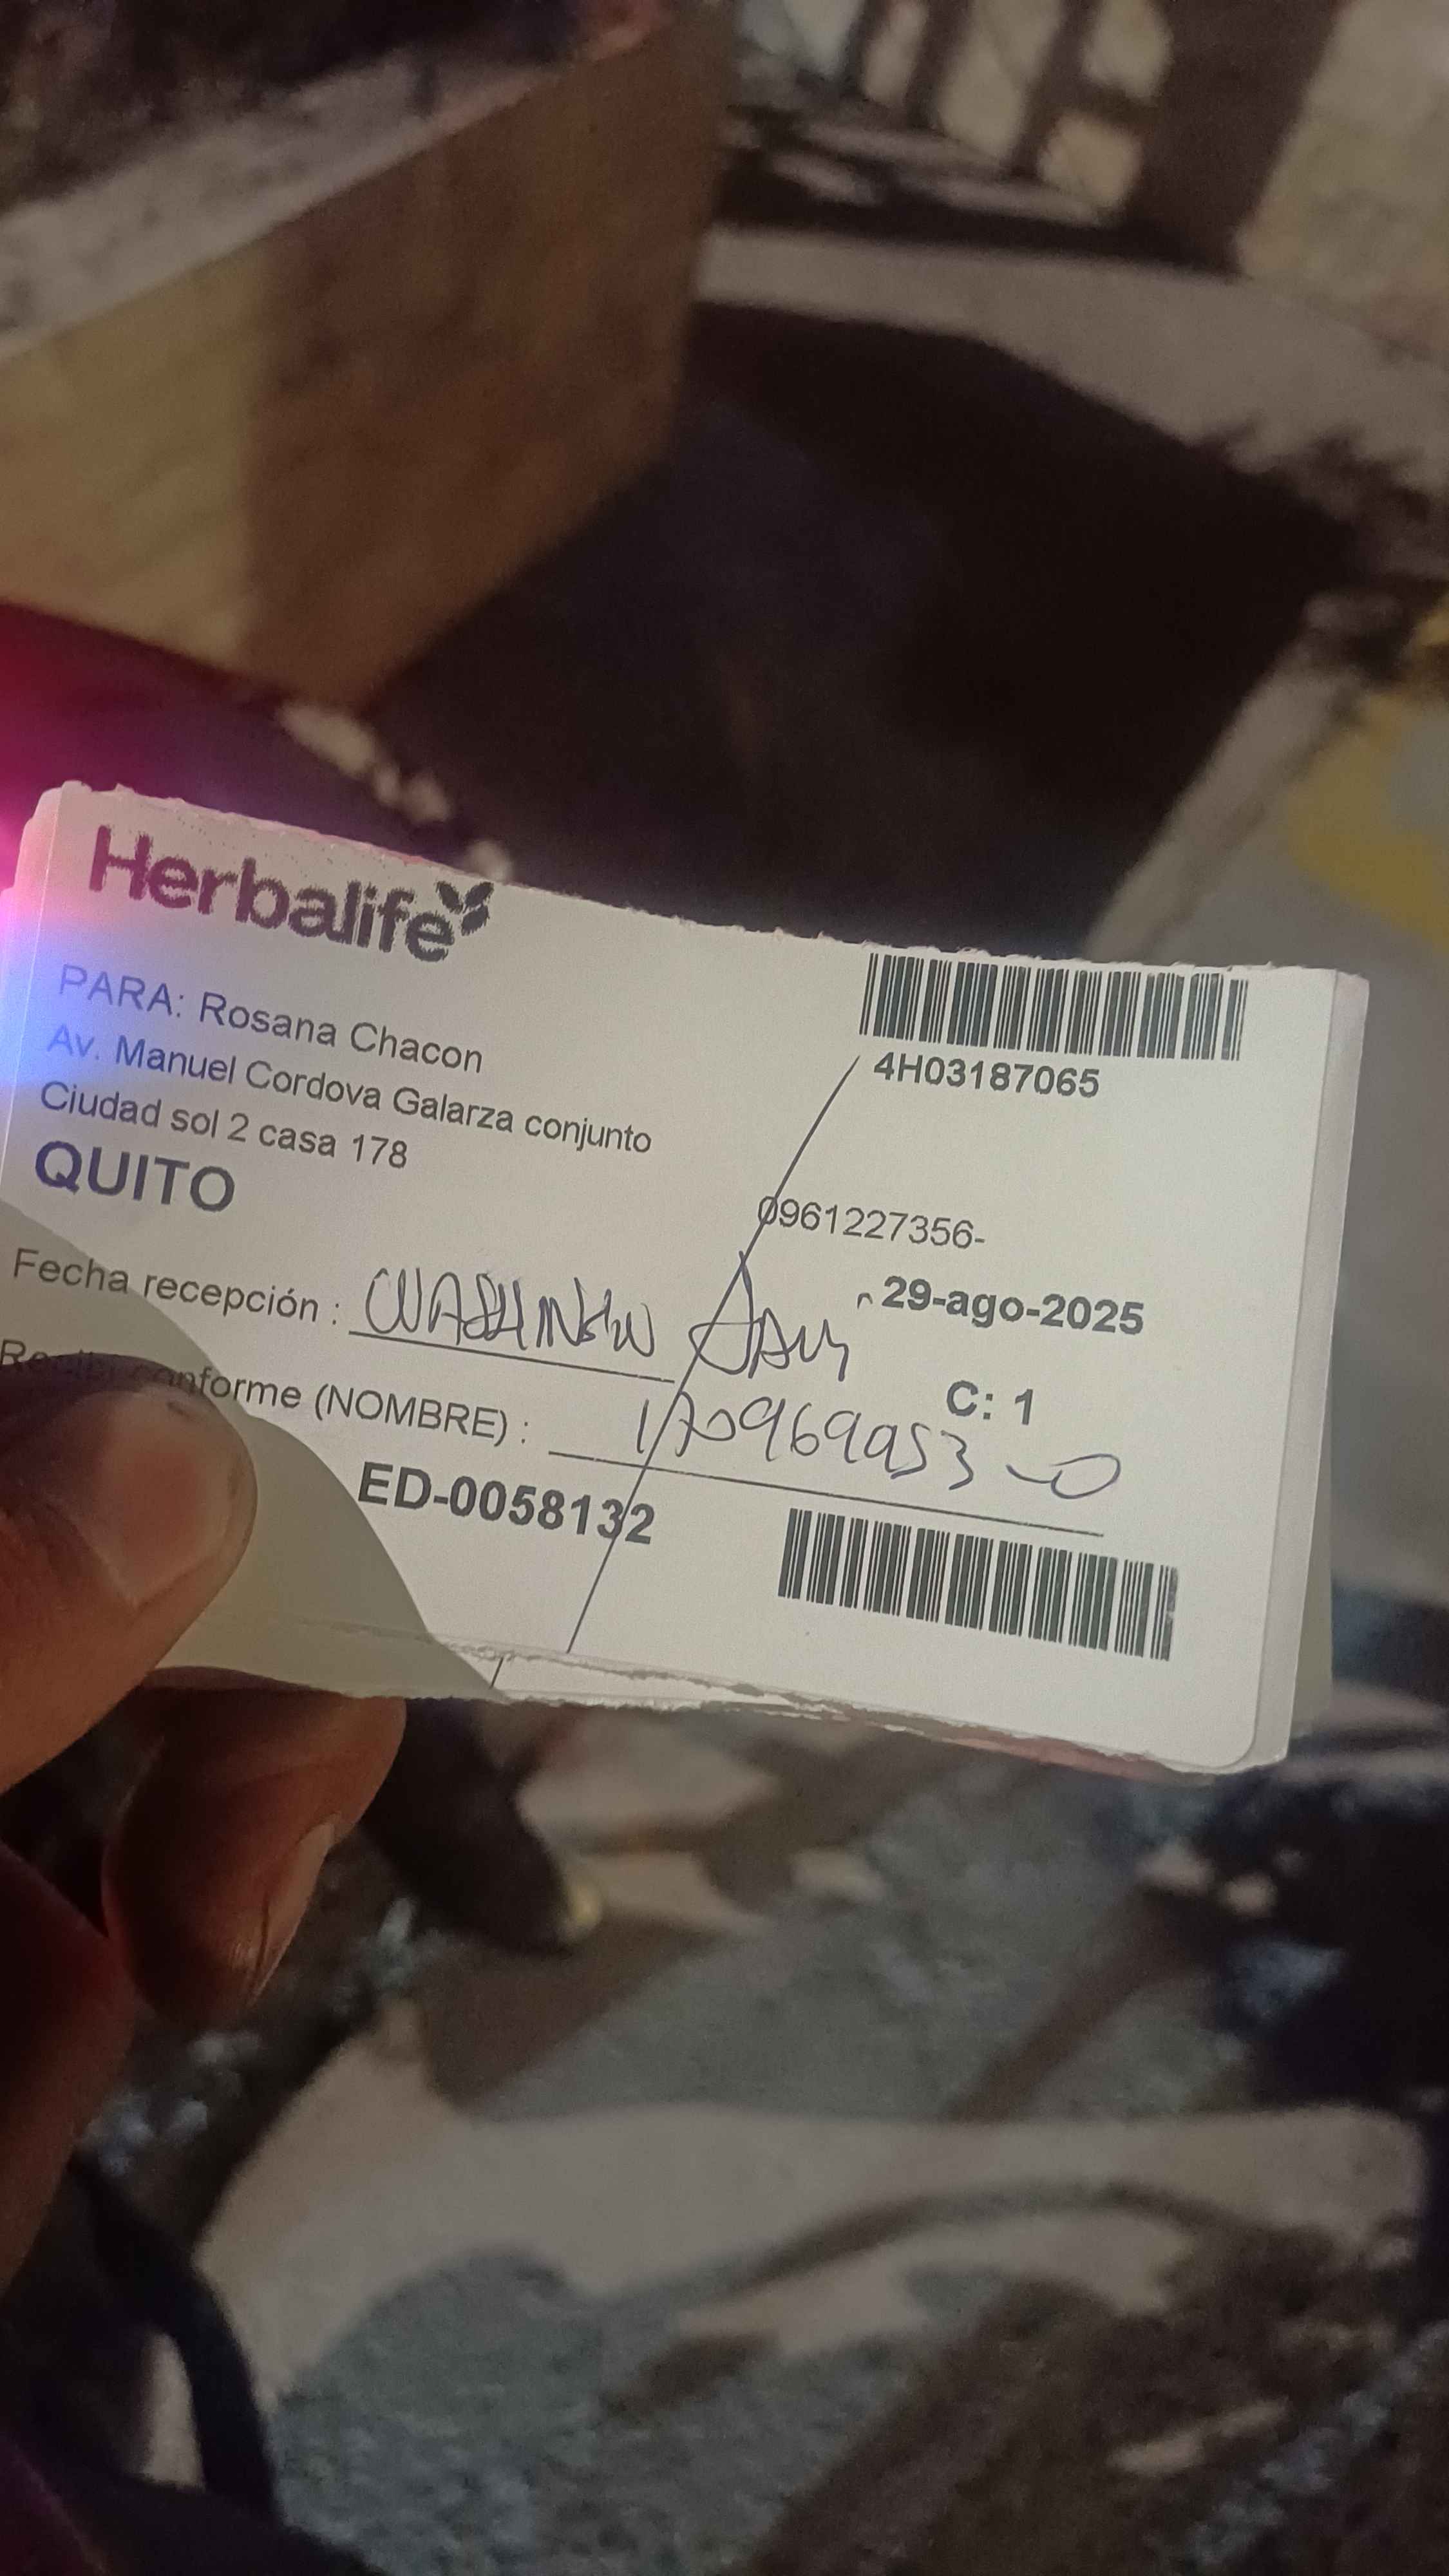 Herbalife
PARA: Rosana Chacon
Av. Manuel Cordova Galarza conjunto
Ciudad sol 2 casa 178
QUITO
4H03187065
0961227356-
29-ago-2025
Fecha recepción :
C: 1
Recibí conforme (NOMBRE) :
ED-0058132